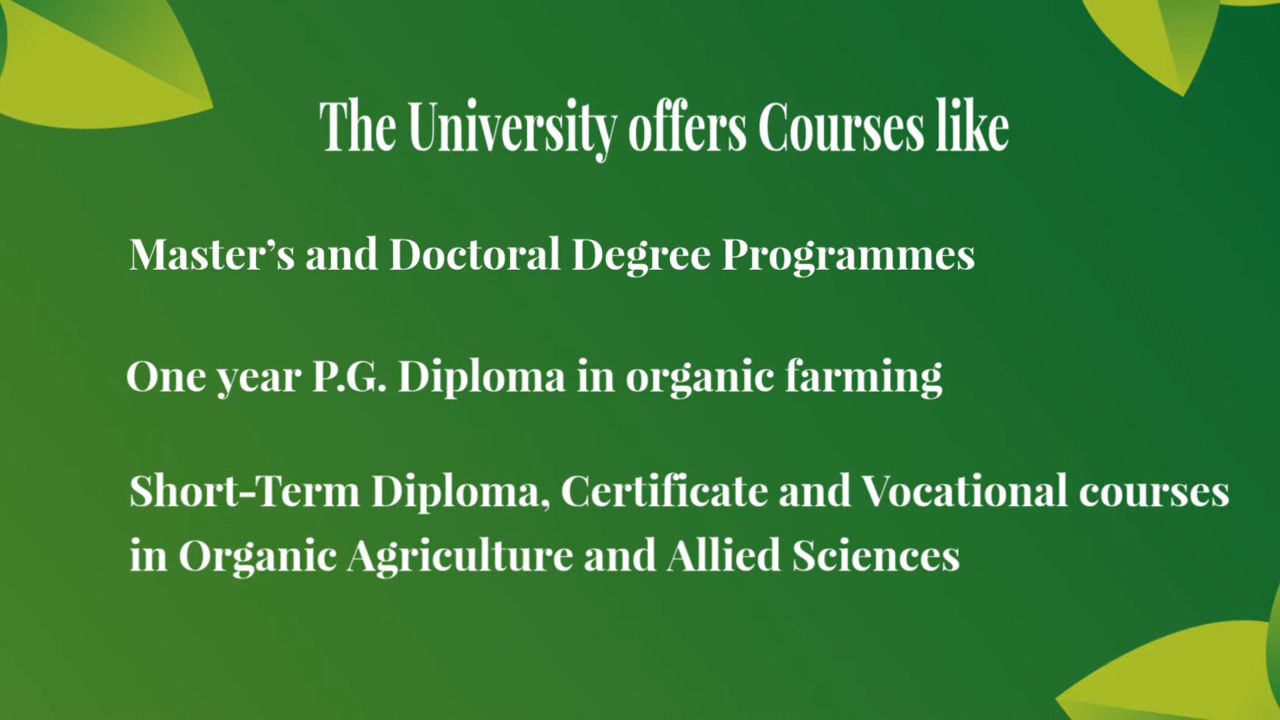 The University offers Courses like
Master’s and Doctoral Degree Programmes
One year P.G. Diploma in organic farming
Short-Term Diploma, Certificate and Vocational courses
in Organic Agriculture and Allied Sciences